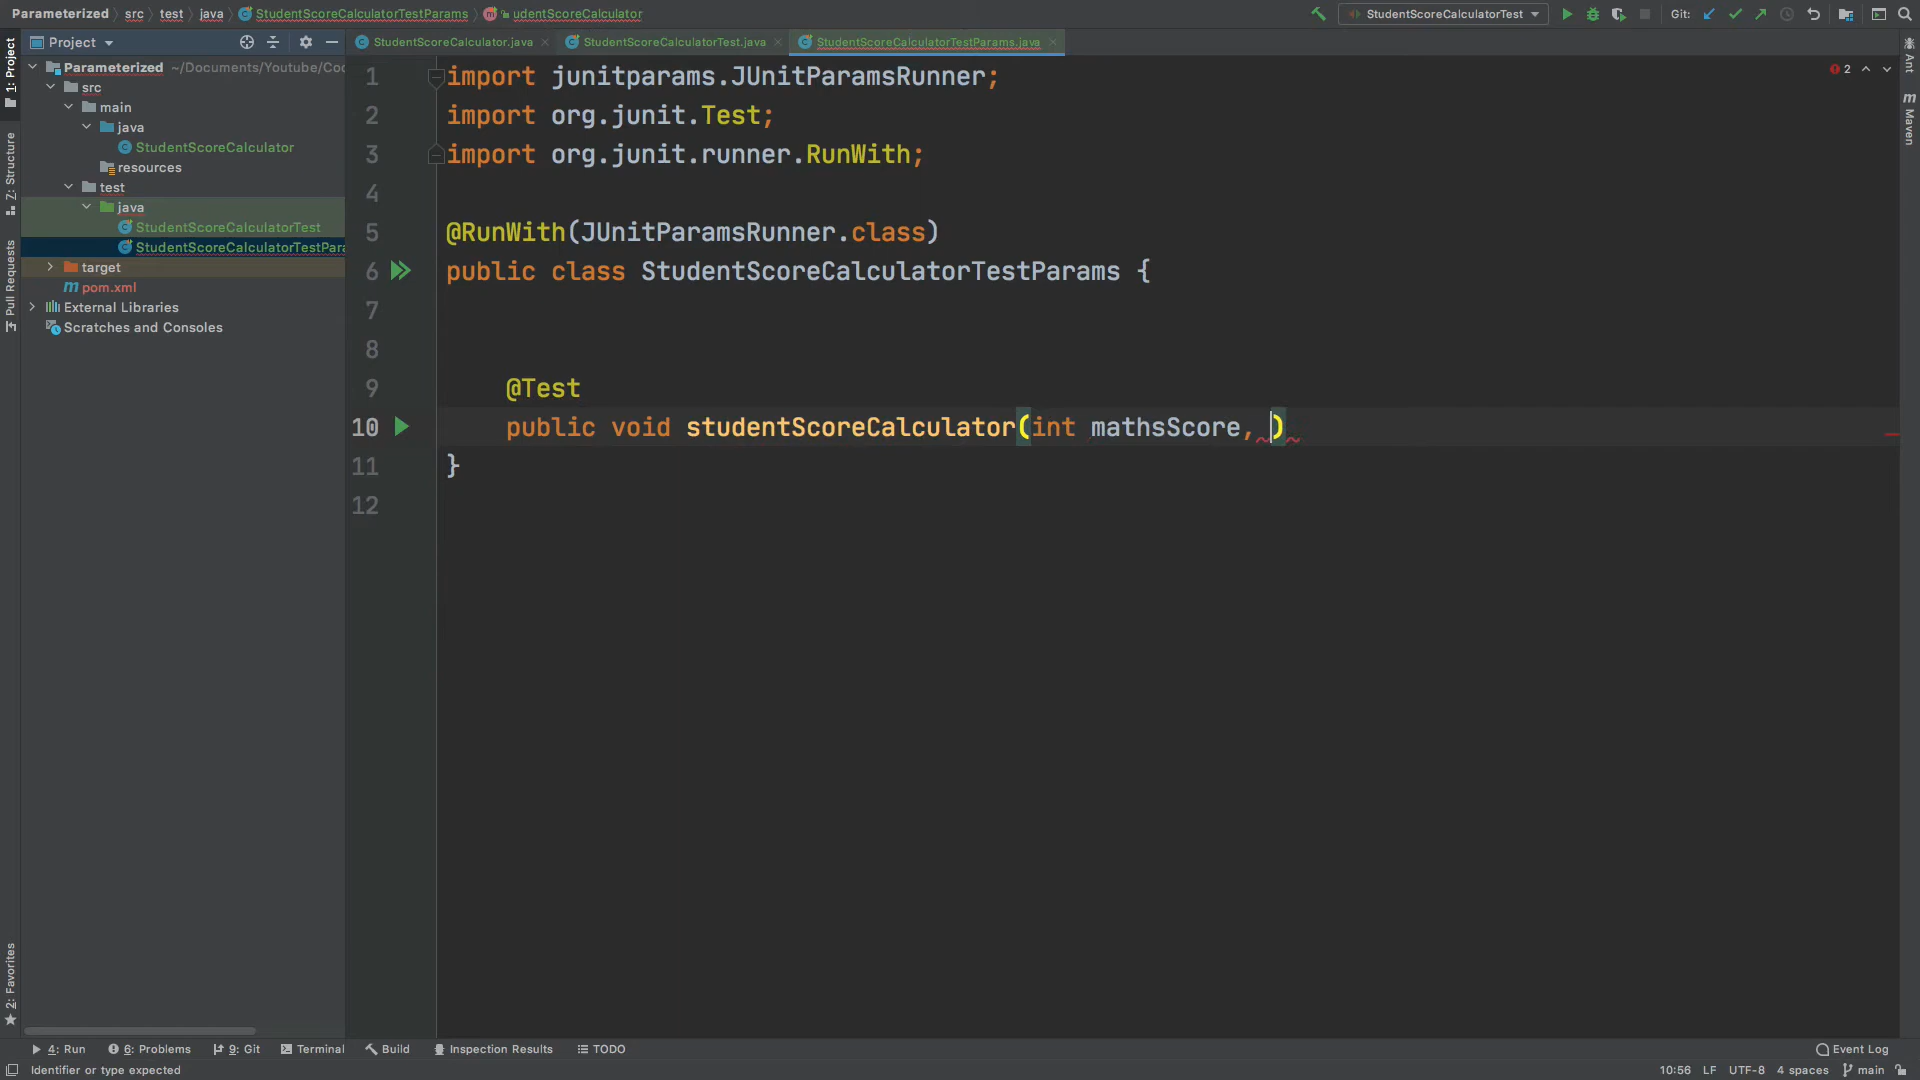 Parameterized src test java StudentScoreCalculatorTestParams udentScoreCalculator StudentScoreCalculatorTest Git:
1: Project
Project
StudentScoreCalculator.java StudentScoreCalculatorTest.java StudentScoreCalculatorTestParams.java
Parameterized ~/Documents/Youtube/Coo
src
main
java
StudentScoreCalculator
resources
test
java
StudentScoreCalculatorTest
StudentScoreCalculatorTestPara
target
pom.xml
External Libraries
Scratches and Consoles
Z: Structure
Pull Requests
2: Favorites
1 import junitparams.JUnitParamsRunner;
2 import org.junit.Test;
3 import org.junit.runner.RunWith;
4
5 @RunWith(JUnitParamsRunner.class)
6 public class StudentScoreCalculatorTestParams {
7
8
9 @Test
10 public void studentScoreCalculator(int mathsScore, )
11 }
12
2
Ant
Maven
4: Run 6: Problems 9: Git Terminal Build Inspection Results TODO Event Log
Identifier or type expected 10:56 LF UTF-8 4 spaces main